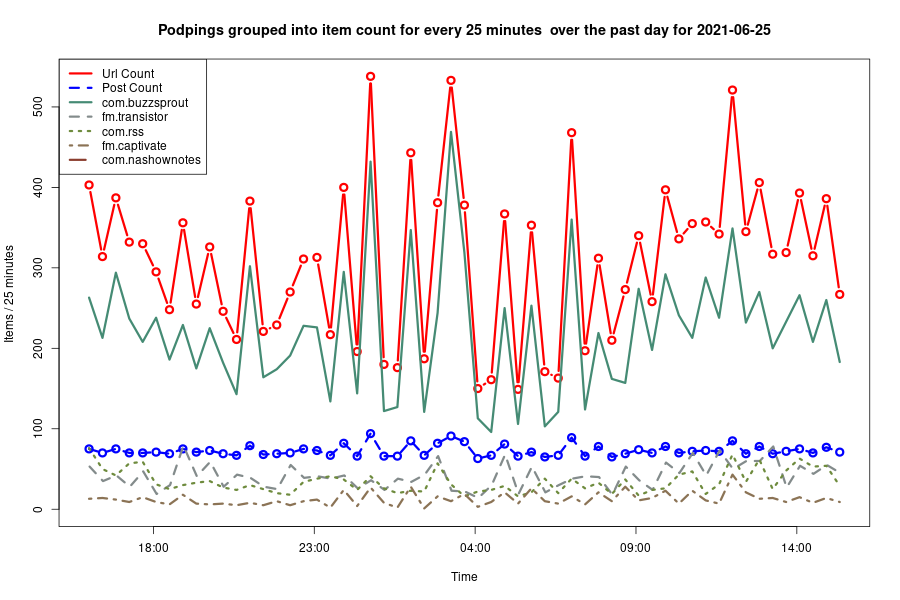 Podpings grouped into item count for every 25 minutes  over the past day for 2021-06-25
Url Count
Post Count
com.buzzsprout
fm.transistor
com.rss
fm.captivate
com.nashownotes
500
400
300
200
100
0
Items / 25 minutes
18:00 23:00 04:00 09:00 14:00
Time